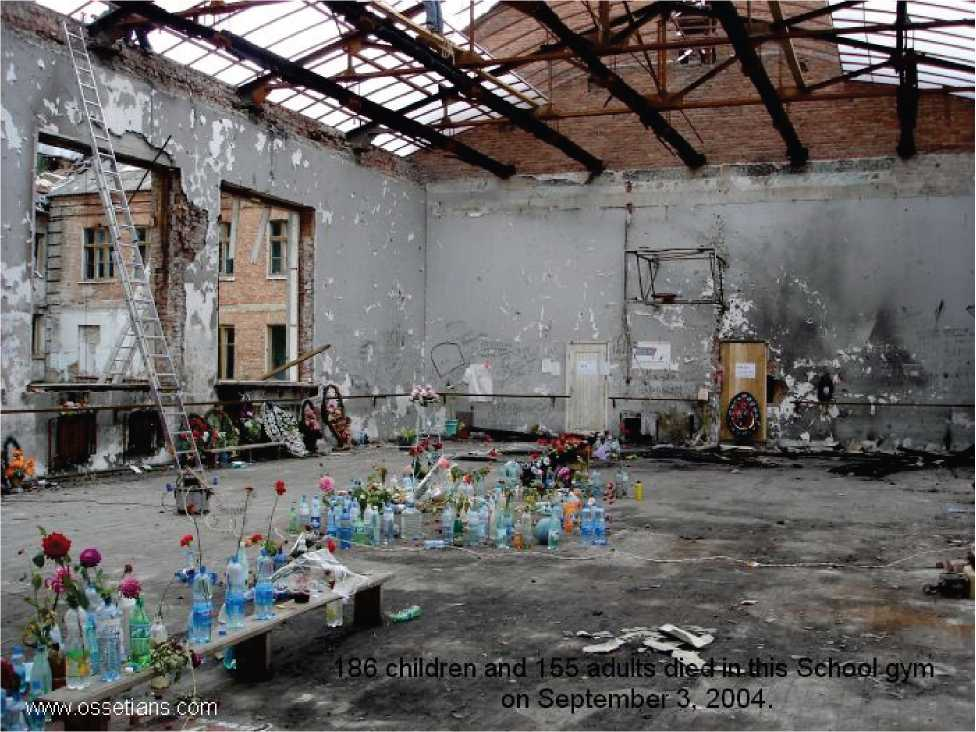 186 children and 155 adults died in this School gym
on September 3, 2004.
www.ossetians.com